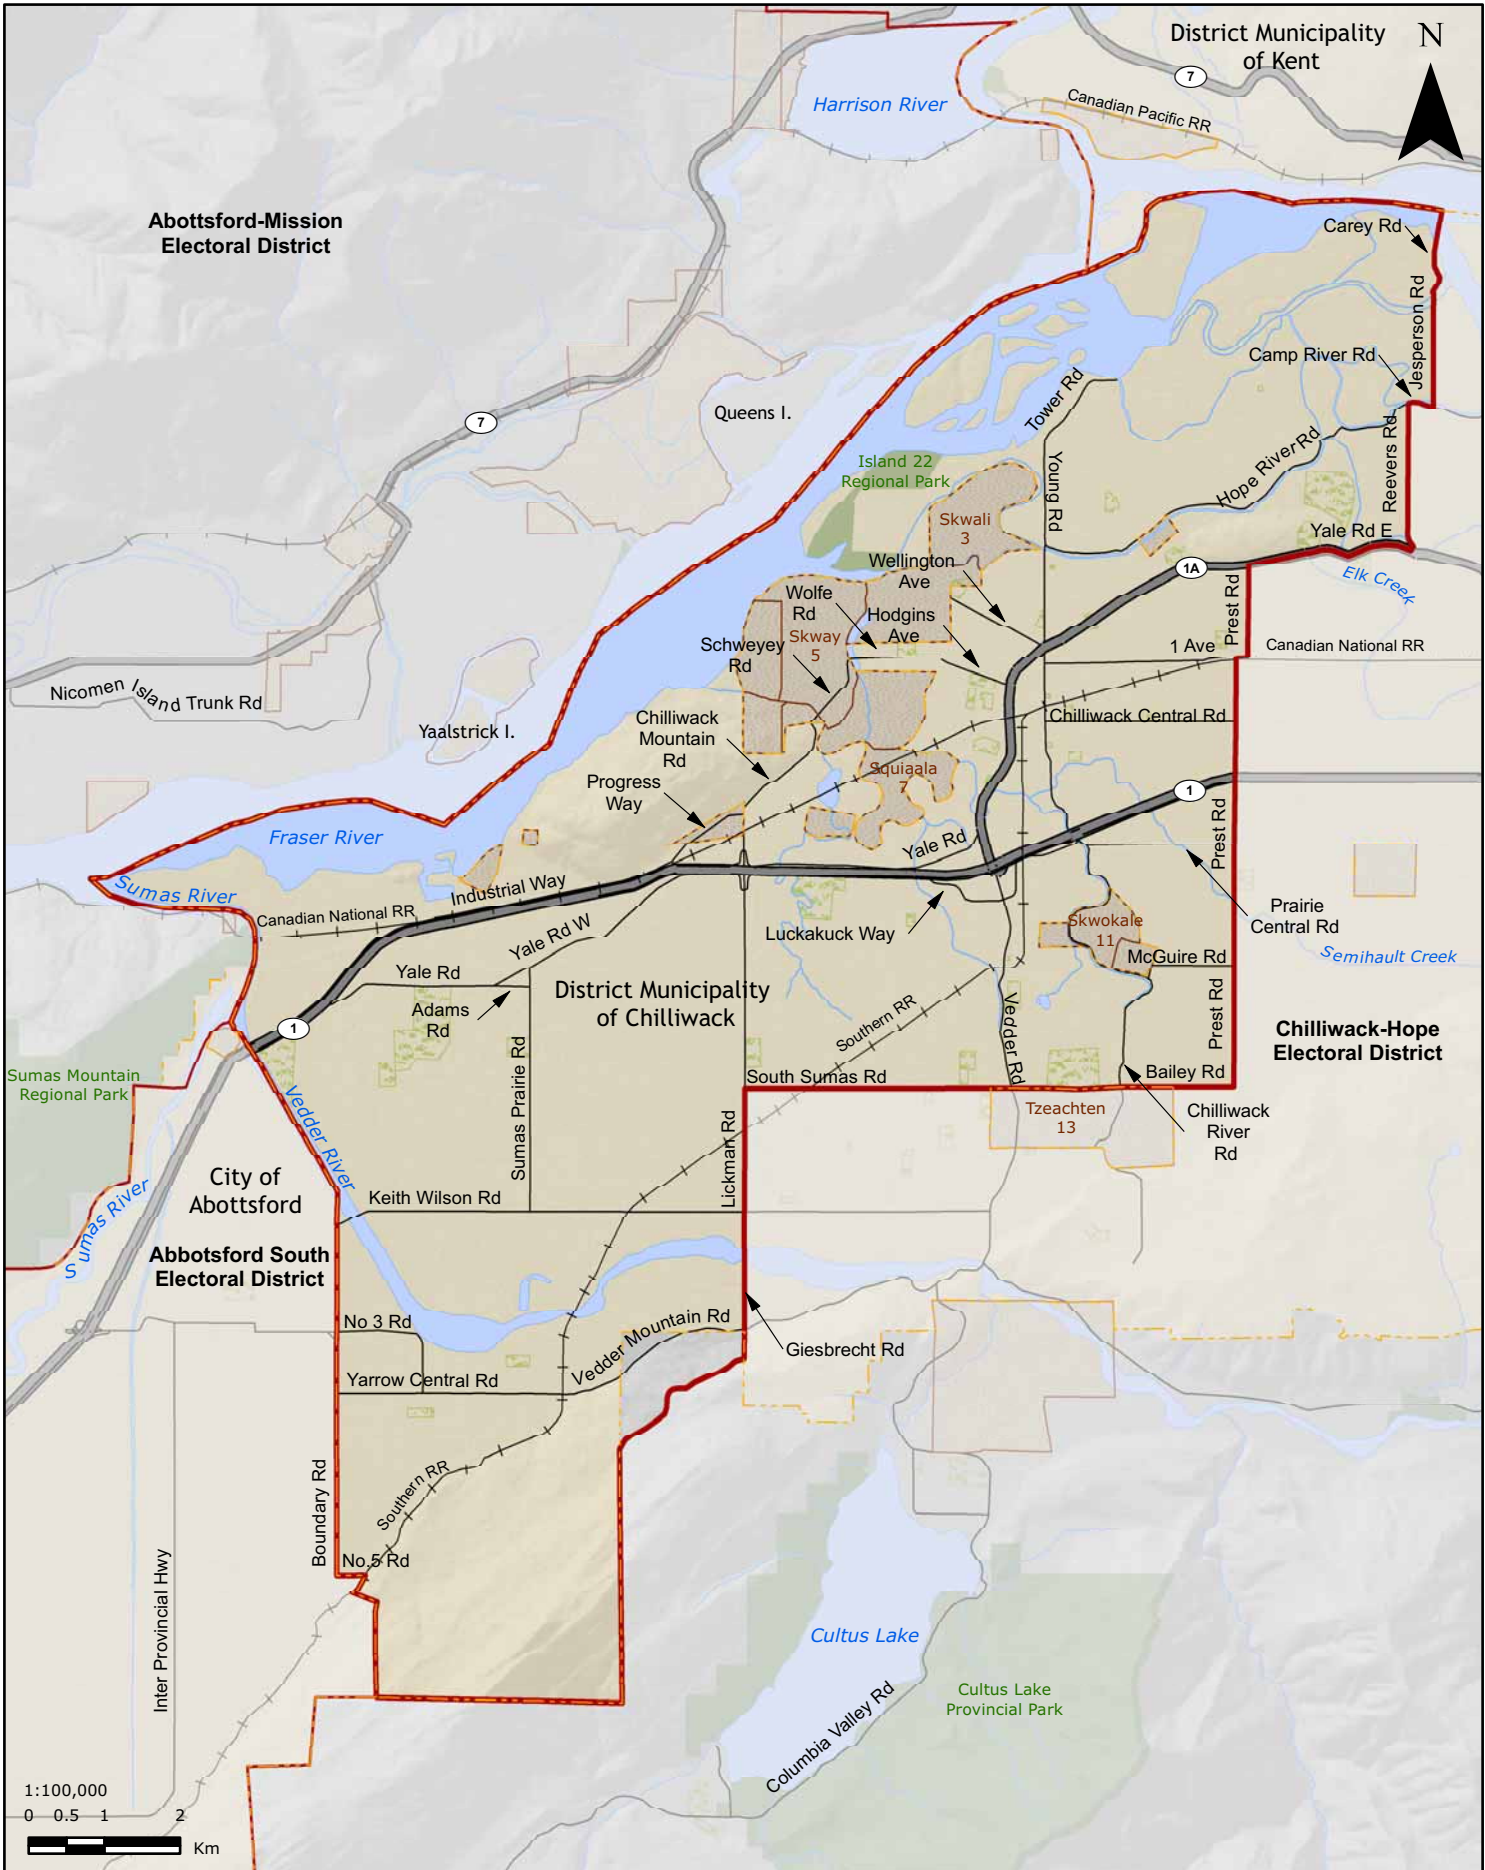 District Municipality
of Kent
N
7
Harrison River
Canadian Pacific RR
Abottsford-Mission
Electoral District
Carey Rd
Jesperson Rd
Camp River Rd
Queens I.
7
Tower Rd
Island 22
Regional Park
Young Rd
Hope River Rd
Reevers Rd
Skwali
3
Yale Rd E
Wellington
Ave
1A
Elk Creek
Wolfe
Rd
Hodgins
Ave
Prest Rd
Skway
5
Schweyey
Rd
1 Ave
Canadian National RR
Nicomen Island Trunk Rd
Yaalstrick I.
Chilliwack
Mountain
Rd
Chilliwack Central Rd
Squiaala
7
Progress
Way
1
Prest Rd
Fraser River
Yale Rd
Sumas River
Industrial Way
Canadian National RR
Luckakuck Way
Prairie
Central Rd
Skwokale
11
Yale Rd W
McGuire Rd
Semihault Creek
Yale Rd
Adams
Rd
District Municipality
of Chilliwack
Southern RR
Vedder Rd
Prest Rd
Chilliwack-Hope
Electoral District
1
Sumas Mountain
Regional Park
Vedder River
Sumas Prairie Rd
South Sumas Rd
Bailey Rd
Tzeachten
13
Chilliwack
River
Rd
Lickman Rd
City of
Abottsford
Keith Wilson Rd
Sumas River
Abbotsford South
Electoral District
No 3 Rd
Vedder Mountain Rd
Giesbrecht Rd
Yarrow Central Rd
Boundary Rd
Southern RR
No.5 Rd
Inter Provincial Hwy
Cultus Lake
Cultus Lake
Provincial Park
Columbia Valley Rd
1:100,000
0 0.5 1 2
Km